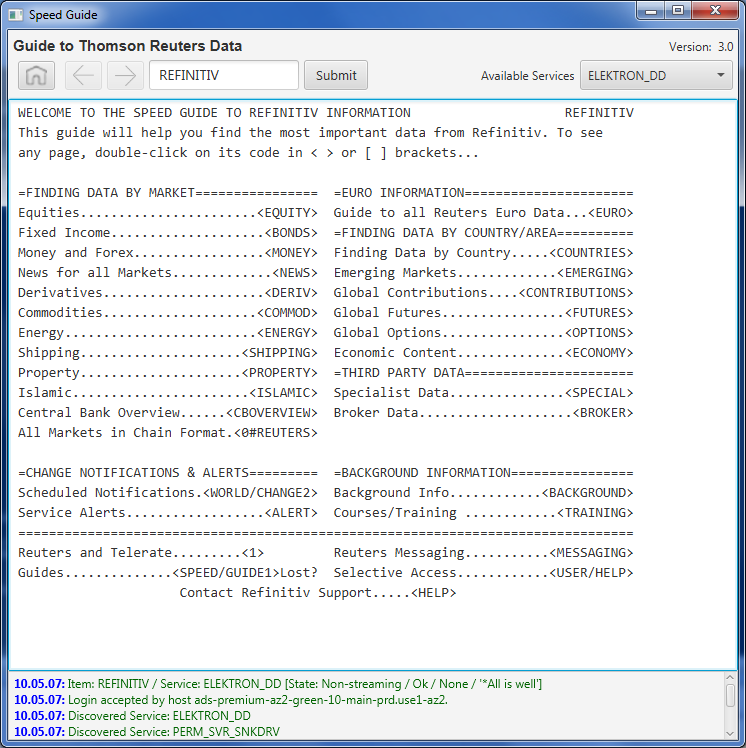 Speed Guide
Guide to Thomson Reuters Data
Version: 3.0
REFINITIV
Submit
Available Services
ELEKTRON_DD
WELCOME TO THE SPEED GUIDE TO REFINITIV INFORMATION                    REFINITIV
This guide will help you find the most important data from Refinitiv. To see
any page, double-click on its code in < > or [ ] brackets...
=FINDING DATA BY MARKET================  =EURO INFORMATION======================
Equities.......................<EQUITY>  Guide to all Reuters Euro Data...<EURO>
Fixed Income....................<BONDS>  =FINDING DATA BY COUNTRY/AREA==========
Money and Forex.................<MONEY>  Finding Data by Country.....<COUNTRIES>
News for all Markets.............<NEWS>  Emerging Markets.............<EMERGING>
Derivatives.....................<DERIV>  Global Contributions....<CONTRIBUTIONS>
Commodities....................<COMMOD>  Global Futures................<FUTURES>
Energy.........................<ENERGY>  Global Options................<OPTIONS>
Shipping.....................<SHIPPING>  Economic Content..............<ECONOMY>
Property.....................<PROPERTY>  =THIRD PARTY DATA======================
Islamic.......................<ISLAMIC>  Specialist Data...............<SPECIAL>
Central Bank Overview......<CBOVERVIEW>  Broker Data....................<BROKER>
All Markets in Chain Format.<0#REUTERS>
=CHANGE NOTIFICATIONS & ALERTS=========  =BACKGROUND INFORMATION================
Scheduled Notifications.<WORLD/CHANGE2>  Background Info............<BACKGROUND>
Service Alerts..................<ALERT>  Courses/Training ............<TRAINING>
================================================================================
Reuters and Telerate.........<1>         Reuters Messaging...........<MESSAGING>
Guides..............<SPEED/GUIDE1>Lost?  Selective Access............<USER/HELP>
Contact Refinitiv Support.....<HELP>
10.05.07: Item: REFINITIV / Service: ELEKTRON_DD [State: Non-streaming / Ok / None / '*All is well']
10.05.07: Login accepted by host ads-premium-az2-green-10-main-prd.use1-az2.
10.05.07: Discovered Service: ELEKTRON_DD
10.05.07: Discovered Service: PERM_SVR_SNKDRV